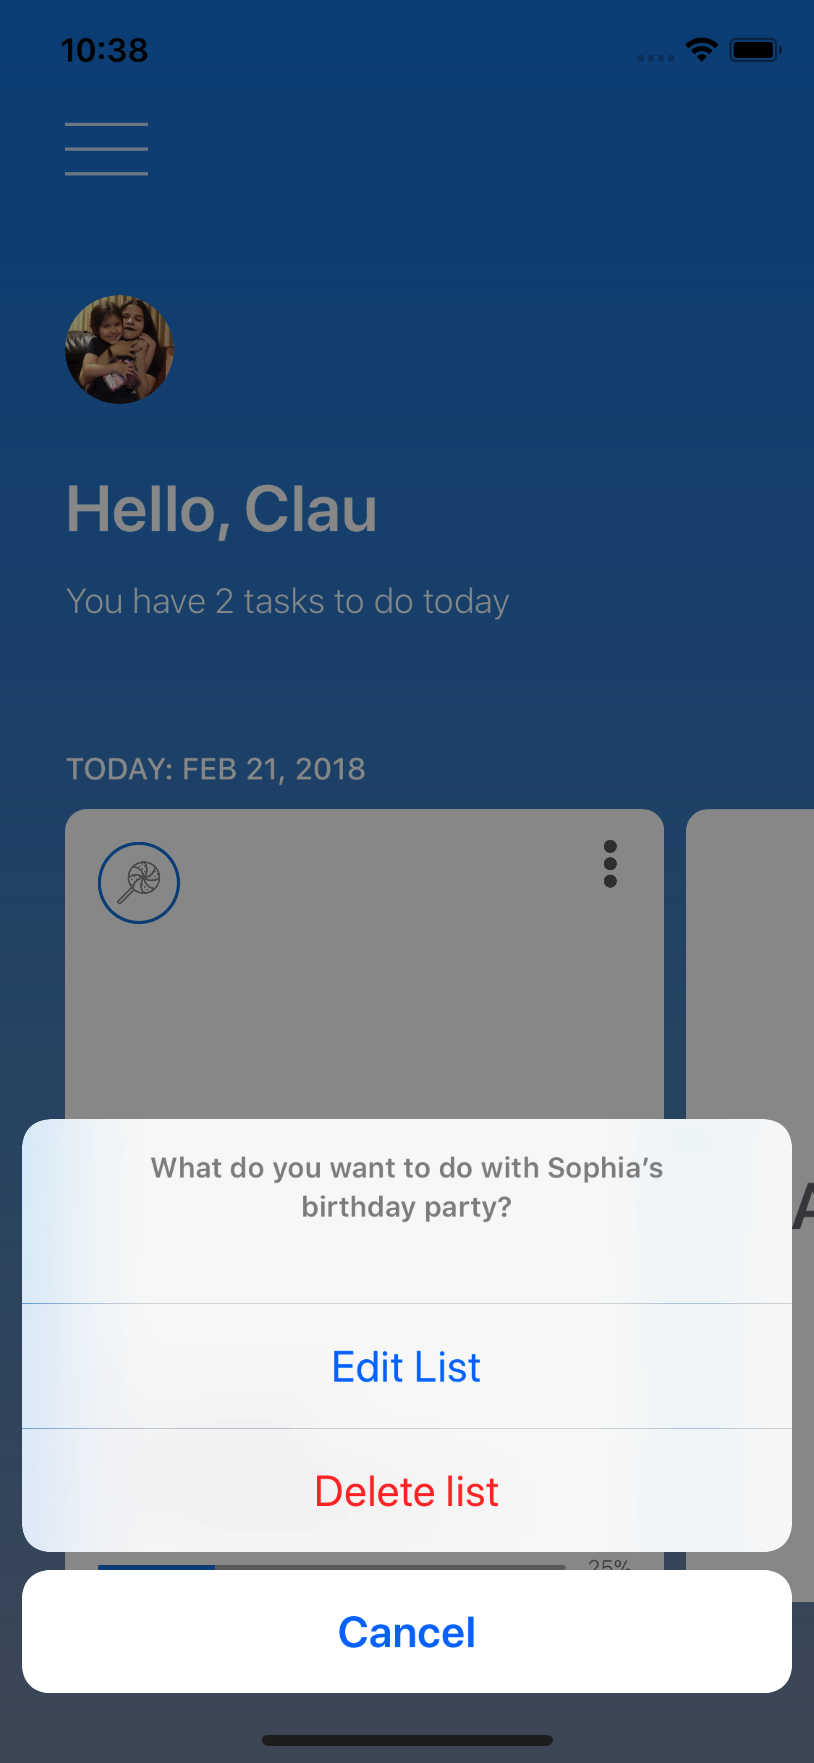 10:38
Hello, Clau
You have 2 tasks to do today
TODAY: FEB 21, 2018
What do you want to do with Sophia’s
birthday party?
A
Edit List
Delete list
25%
Cancel